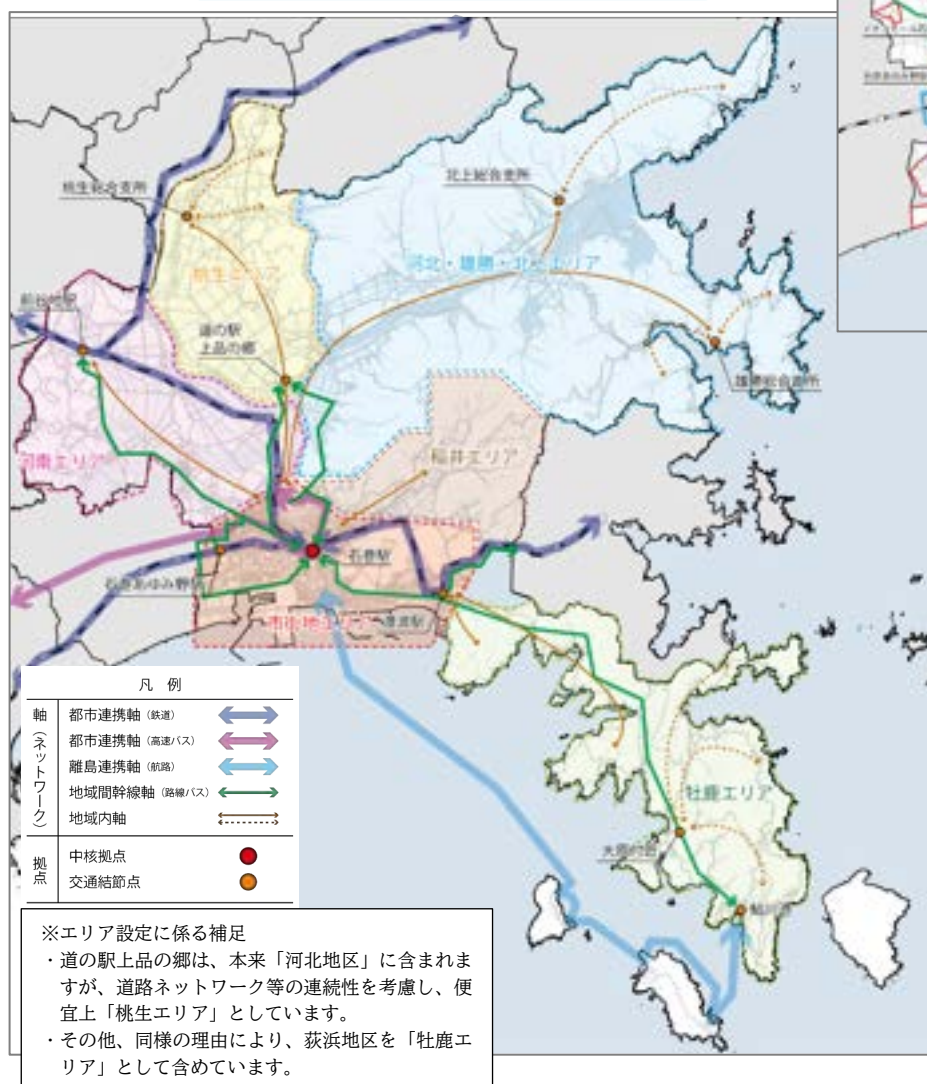 桃生総合支所
北上総合支所
桃生エリア
河北・雄勝・北上エリア
前谷地駅
道の駅
上品の郷
雄勝総合支所
河南エリア
稲井エリア
石巻駅
石巻あゆみ野駅
市街地エリア
渡波駅
牡鹿エリア
鮎川港
凡 例
軸（ネットワーク）
都市連携軸（鉄道）
都市連携軸（高速バス）
離島連携軸（航路）
地域間幹線軸（路線バス）
地域内軸
拠点
中核拠点
交通結節点
※エリア設定に係る補足
・道の駅上品の郷は、本来「河北地区」に含まれま
すが、道路ネットワーク等の連続性を考慮し、便
宜上「桃生エリア」としています。
・その他、同様の理由により、荻浜地区を「牡鹿エ
リア」として含めています。